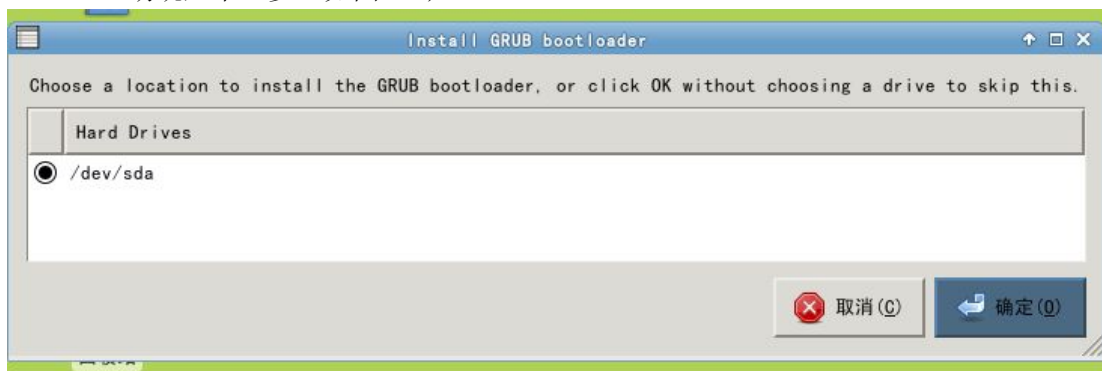 Install GRUB bootloader
Choose a location to install the GRUB bootloader, or click OK without choosing a drive to skip this.
Hard Drives
/dev/sda
取消(C)
确定(O)